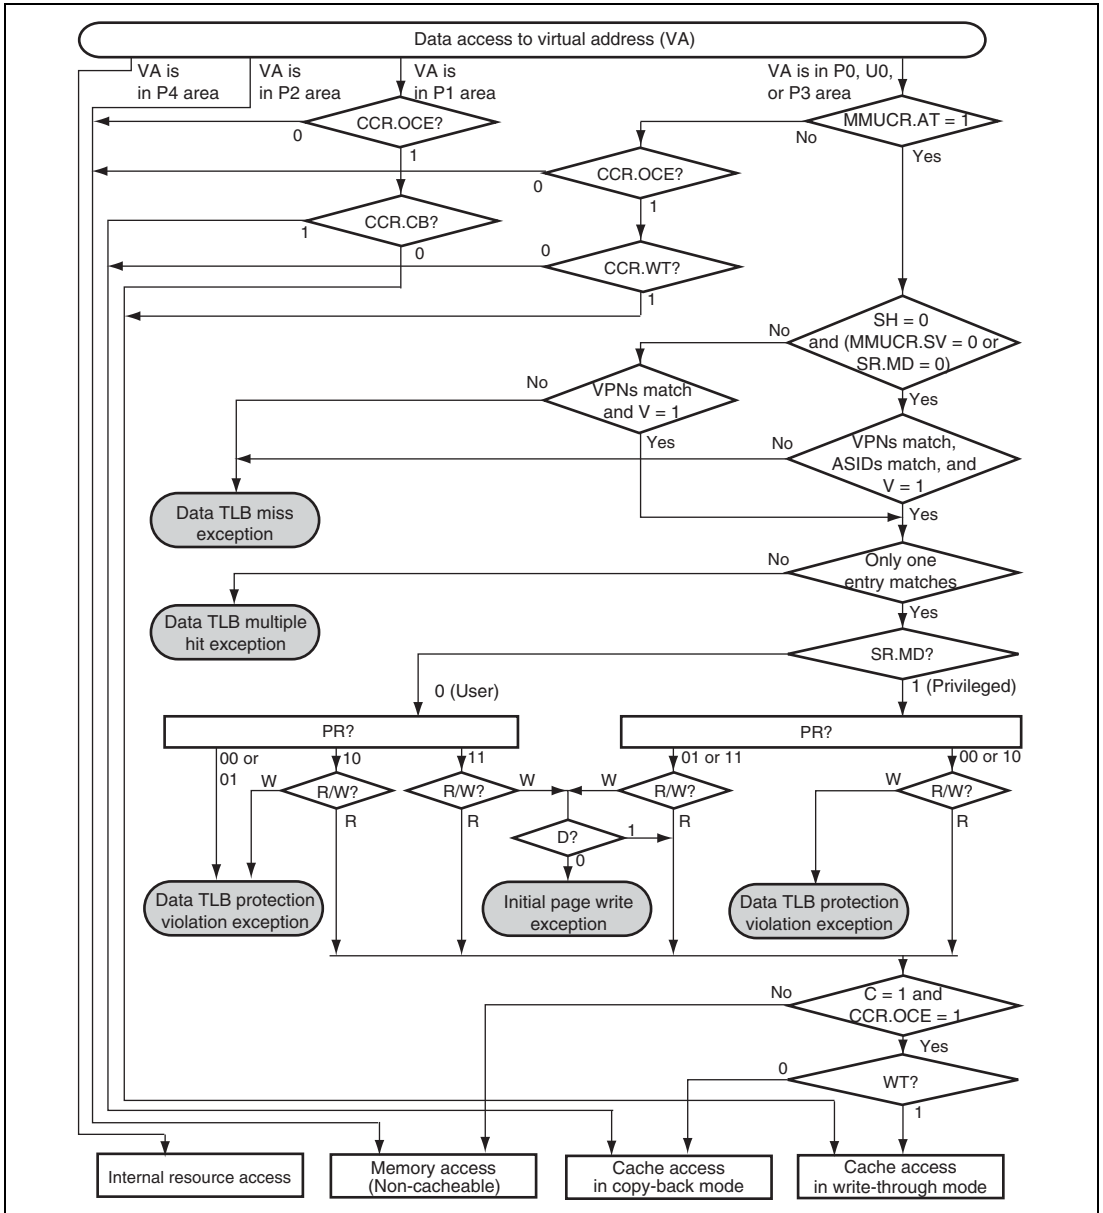 Data access to virtual address (VA)
VA is
in P4 area
VA is
in P2 area
VA is
in P1 area
VA is in P0, U0,
or P3 area
CCR.OCE?
0
1
MMUCR.AT = 1
No
Yes
CCR.OCE?
0
1
CCR.CB?
1
0
CCR.WT?
0
1
SH = 0
and (MMUCR.SV = 0 or
SR.MD = 0)
No
Yes
VPNs match
and V = 1
No
Yes
VPNs match,
ASIDs match, and
V = 1
No
Yes
Data TLB miss
exception
Only one
entry matches
No
Yes
Data TLB multiple
hit exception
SR.MD?
0 (User)
1 (Privileged)
PR?
PR?
00 or
01
10
11
01 or 11
00 or 10
W
R/W?
R
R/W?
W
R
W
R/W?
R
W
R/W?
R
D?
1
0
Data TLB protection
violation exception
Initial page write
exception
Data TLB protection
violation exception
C = 1 and
CCR.OCE = 1
No
Yes
WT?
0
1
Internal resource access
Memory access
(Non-cacheable)
Cache access
in copy-back mode
Cache access
in write-through mode